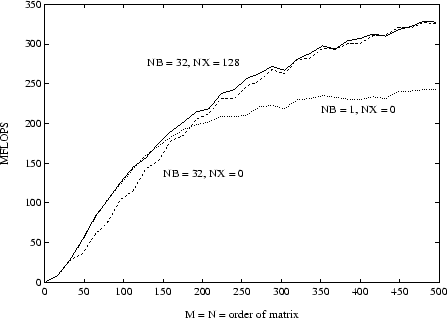 350
300
250
200
150
100
50
0
MFLOPS
NB = 32, NX = 128
NB = 1, NX = 0
NB = 32, NX = 0
0 50 100 150 200 250 300 350 400 +50 500
M = N = order of matrix